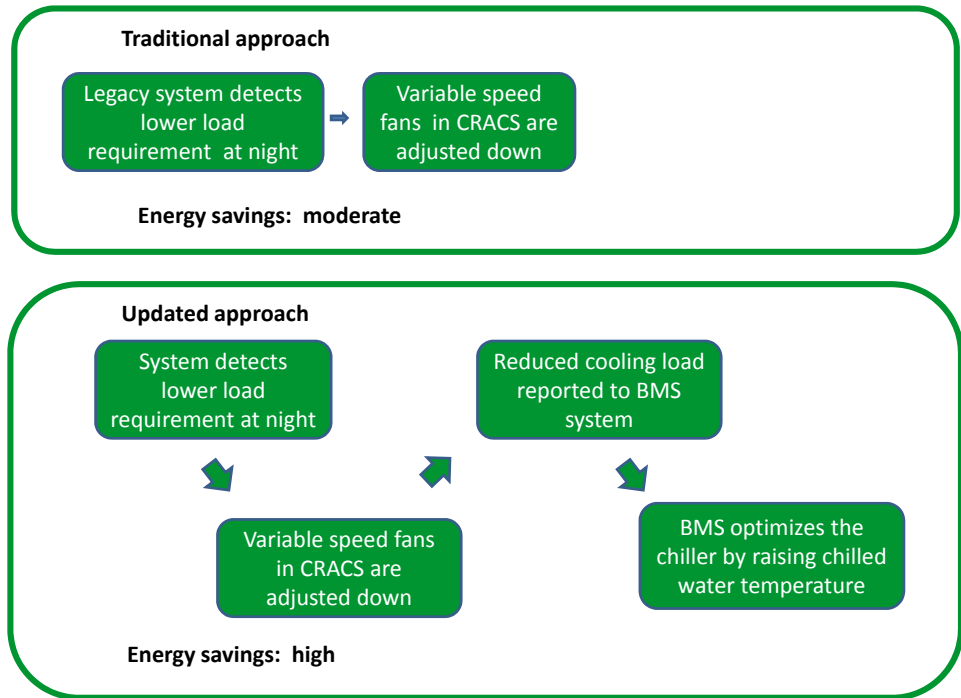 Traditional approach
Legacy system detects
lower load
requirement at night
Variable speed
fans in CRACS are
adjusted down
Energy savings: moderate
Updated approach
System detects
lower load
requirement at night
Variable speed fans
in CRACS are
adjusted down
Reduced cooling load
reported to BMS
system
BMS optimizes the
chiller by raising chilled
water temperature
Energy savings: high